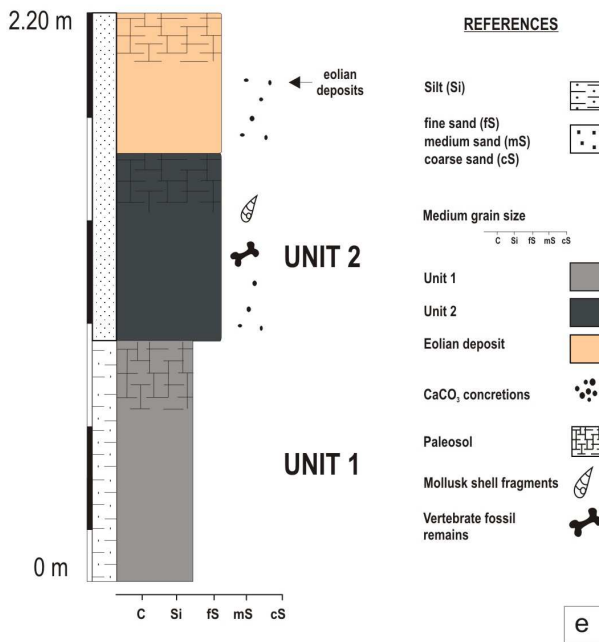 2.20 m
eolian
deposits
UNIT 2
UNIT 1
0 m
C Si fS mS cS
REFERENCES
Silt (Si)
fine sand (fS)
medium sand (mS)
coarse sand (cS)
Medium grain size
C Si fS mS cS
Unit 1
Unit 2
Eolian deposit
CaCO₃ concretions
Paleosol
Mollusk shell fragments
Vertebrate fossil
remains
e